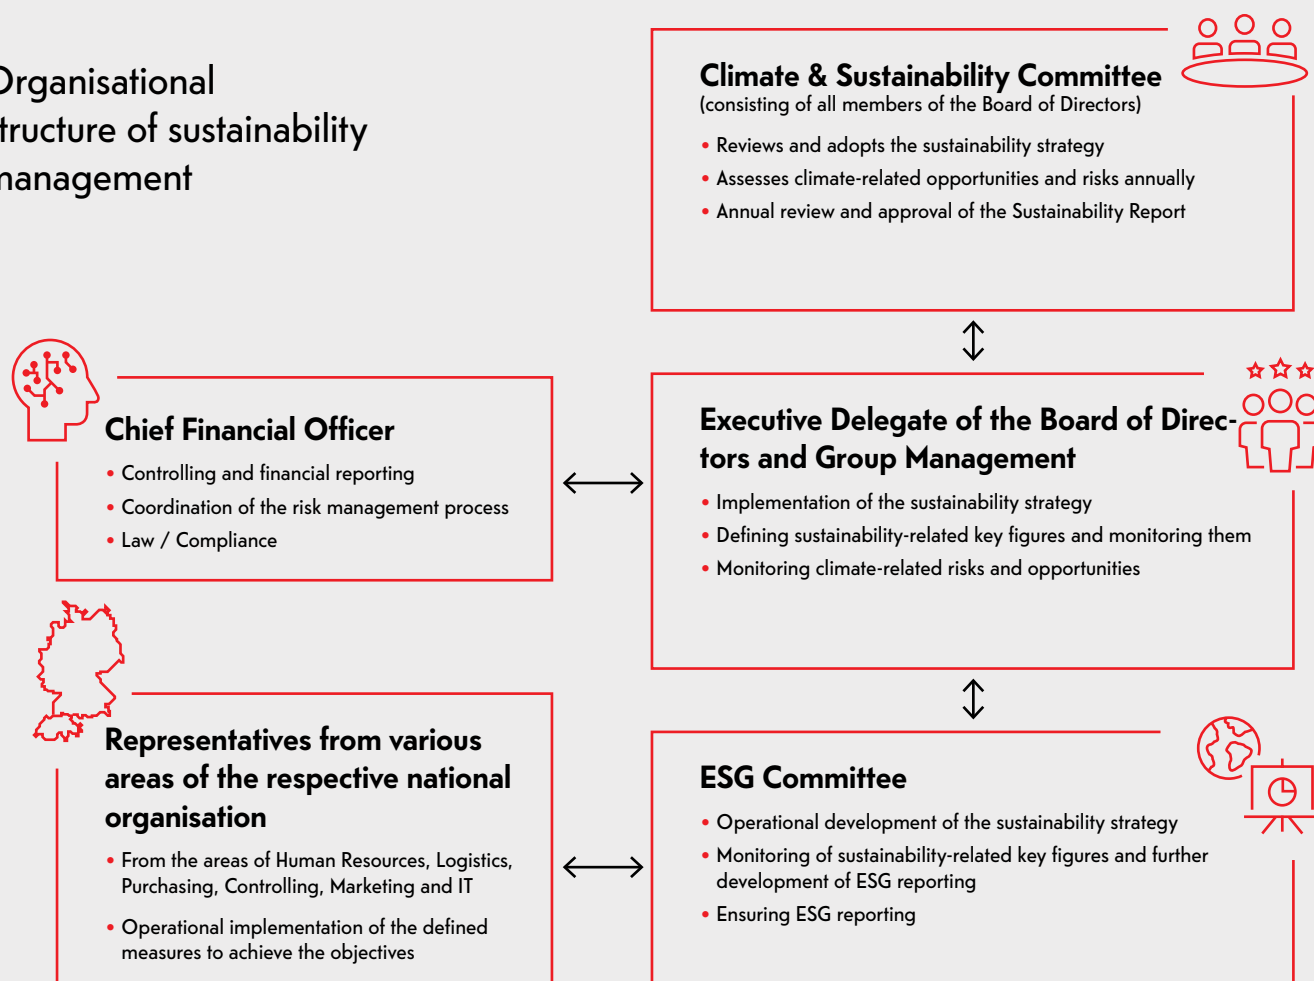 Organisational
structure of sustainability
management
Climate & Sustainability Committee
(consisting of all members of the Board of Directors)
• Reviews and adopts the sustainability strategy
• Assesses climate-related opportunities and risks annually
• Annual review and approval of the Sustainability Report
Chief Financial Officer
• Controlling and financial reporting
• Coordination of the risk management process
• Law / Compliance
Executive Delegate of the Board of Direc-
tors and Group Management
• Implementation of the sustainability strategy
• Defining sustainability-related key figures and monitoring them
• Monitoring climate-related risks and opportunities
Representatives from various
areas of the respective national
organisation
• From the areas of Human Resources, Logistics,
Purchasing, Controlling, Marketing and IT
• Operational implementation of the defined
measures to achieve the objectives
ESG Committee
• Operational development of the sustainability strategy
• Monitoring of sustainability-related key figures and further
development of ESG reporting
• Ensuring ESG reporting